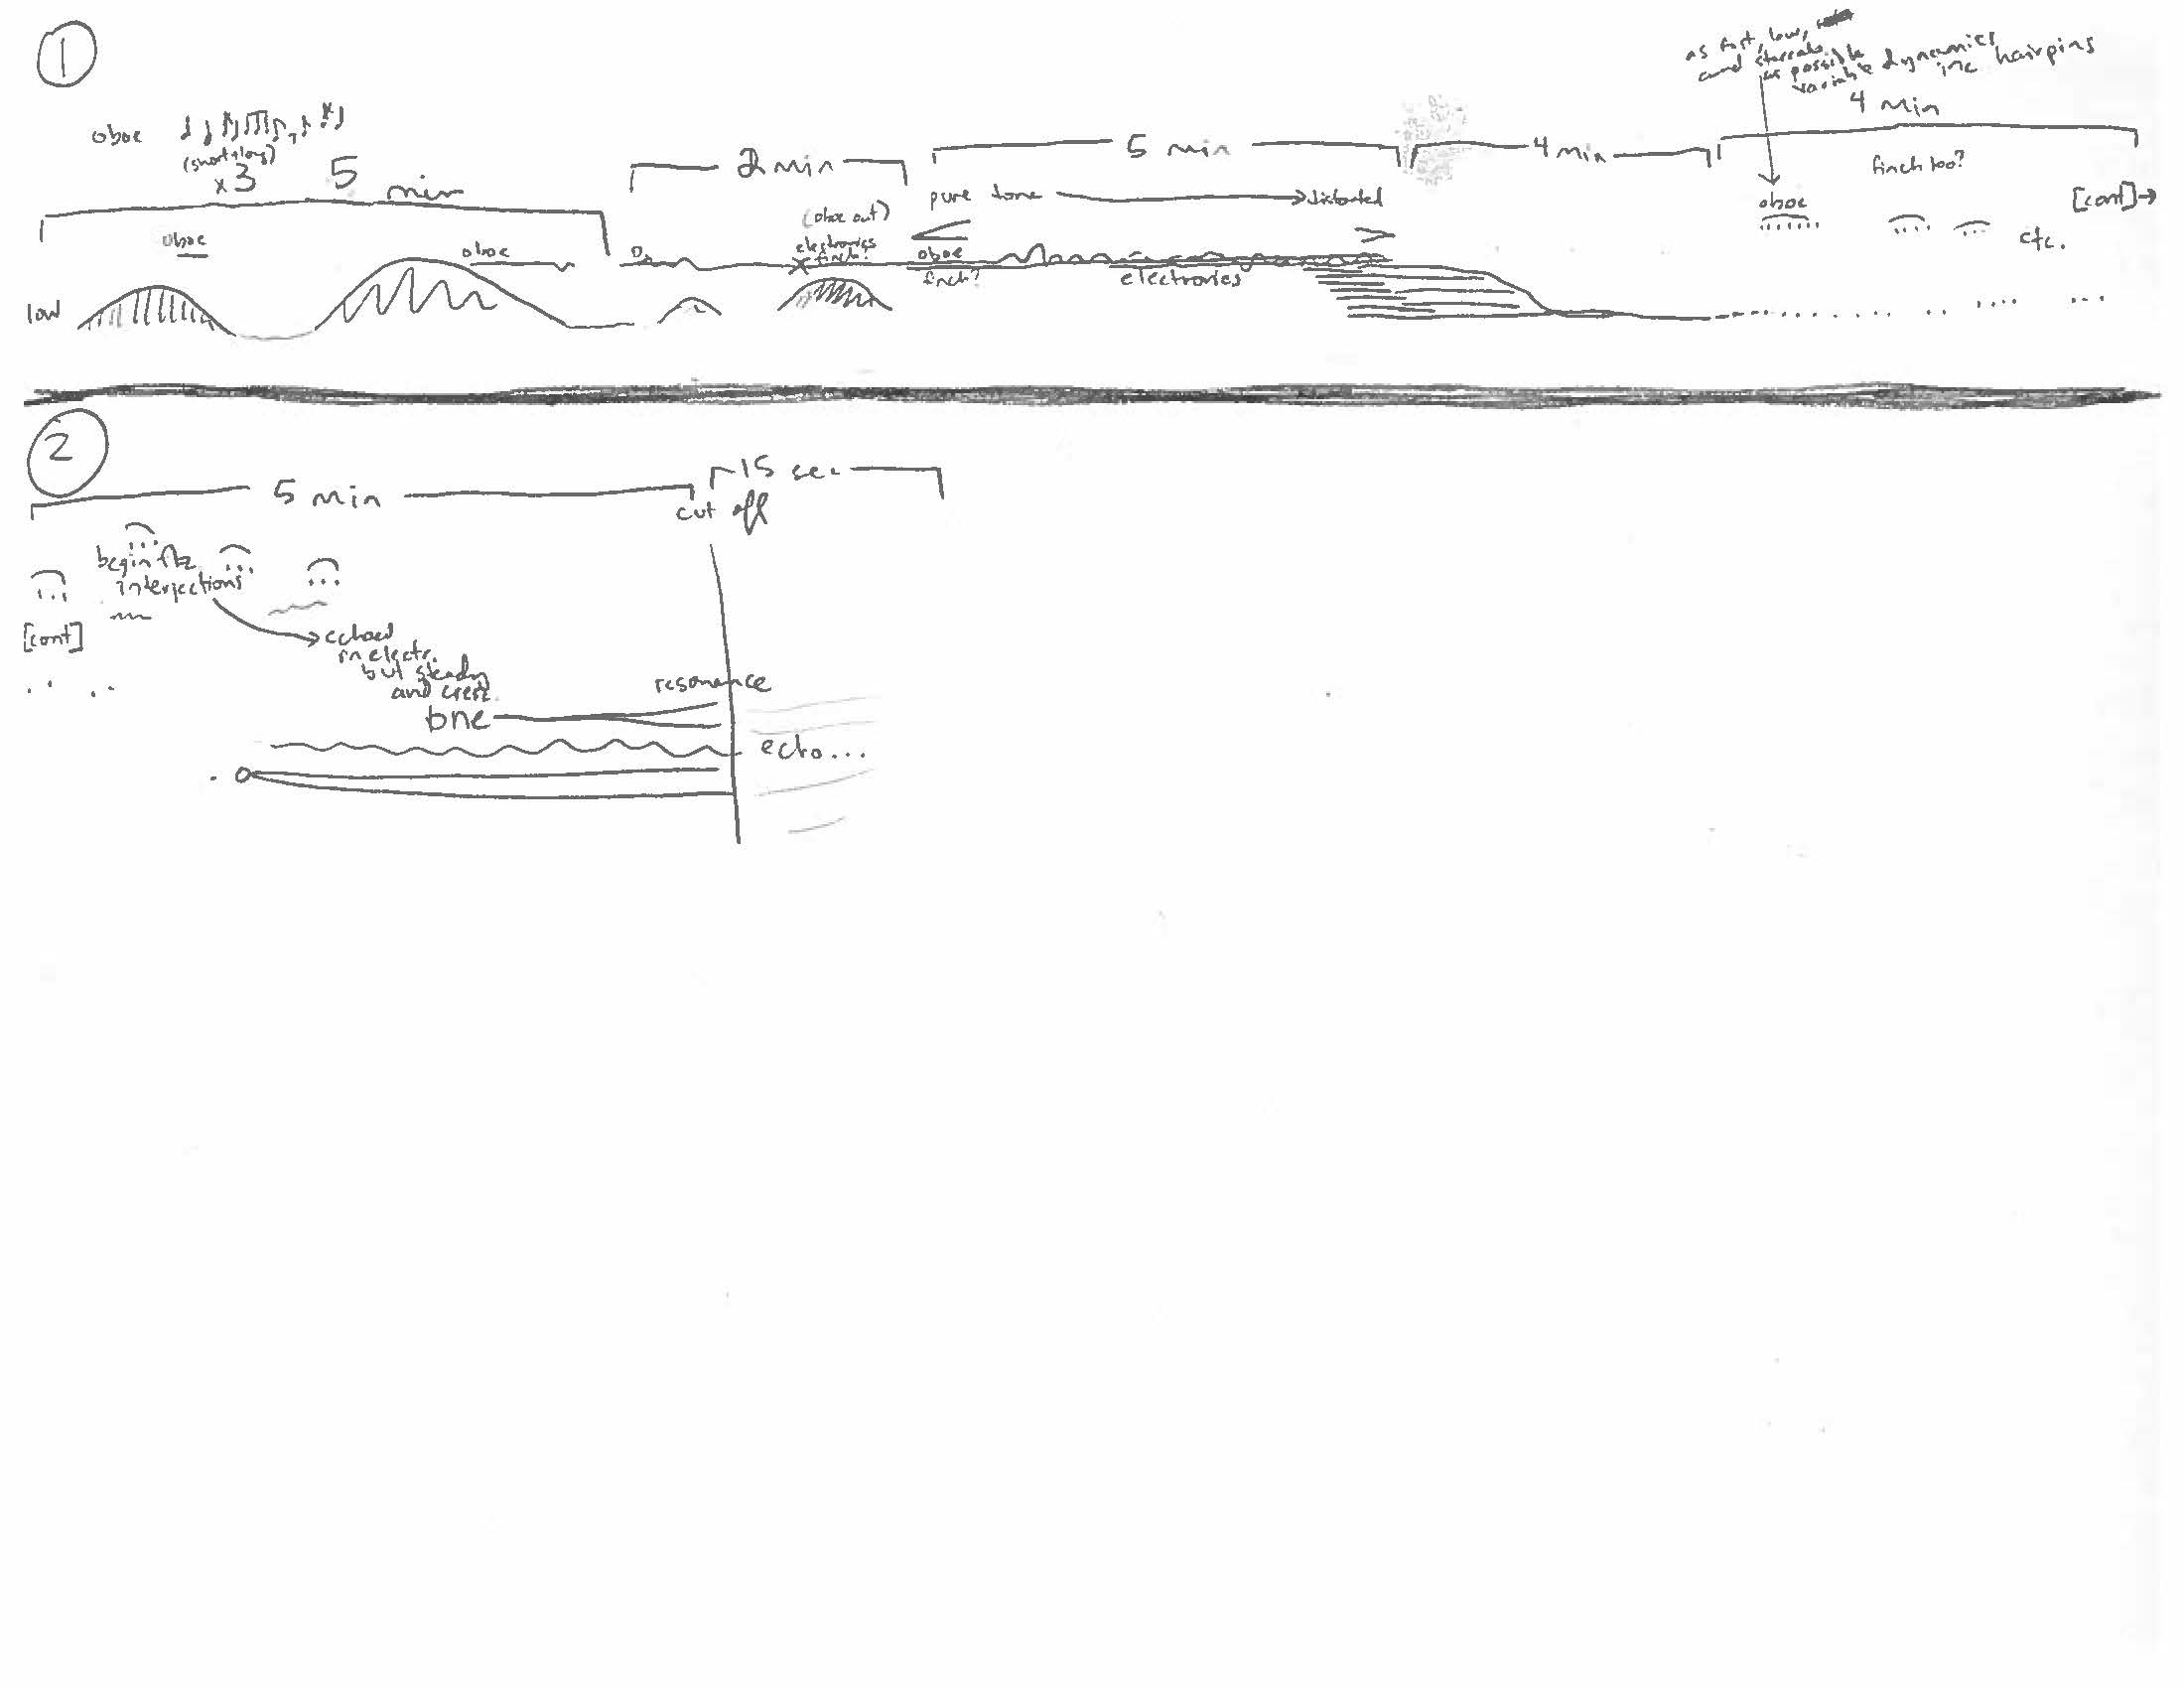 1
as fast, low,
and staccato
as possible
variable dynamics
inc hairpins
4 min
oboe
(short + long)
x3
5 min
2 min
5 min
4 min
finch too?
pure tone
distorted
(oboe out)
electronics
finch?
oboe
oboe
oboe
finch?
electronics
oboe
[cont]
etc.
low
2
5 min
15 sec.
cut off
begin flz
interjections
[cont]
echoed
in electr.
but steady
and cresc.
resonance
bne
echo...